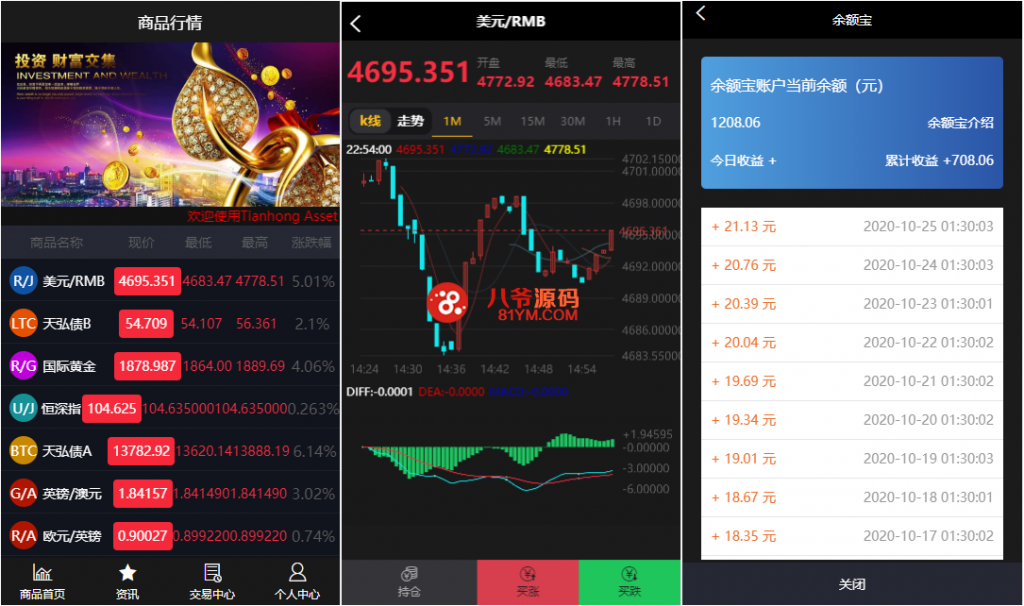 商品行情
投资 财富交集
INVESTMENT AND WEALTH
欢迎使用Tianhong Asset
商品名称 现价 最低 最高 涨跌幅
R/J 美元/RMB 4695.351 4683.47 4778.51 5.01%
LTC 天弘债B 54.709 54.107 56.361 2.1%
R/G 国际黄金 1878.987 1864.00 1889.69 4.06%
U/J 恒深指 104.625 104.635000104.6350000.263%
BTC 天弘债A 13782.92 13620.1413888.19 6.14%
G/A 英镑/澳元 1.84157 1.841490 1.841490 3.02%
R/A 欧元/英镑 0.90027 0.899220 0.899220 0.74%
商品首页 资讯 交易中心 个人中心
美元/RMB
4695.351
开盘 最低 最高
4772.92 4683.47 4778.51
k线 走势 1M 5M 15M 30M 1H 1D
22:54:00 4695.351 4772.92 4683.47 4778.51
4702.15000
4701.00000
4698.00000
4695.361
4695.00000
4692.00000
4689.00000
4686.00000
4683.55000
八爷源码
81YM.COM
14:24 14:30 14:36 14:42 14:48 14:54
DIFF:-0.0001 DEA:-0.0000 MACD:-0.0000
+1.94595
-0.00000
-3.00000
-6.00000
持仓 买涨 买跌
余额宝
余额宝账户当前余额（元）
1208.06 余额宝介绍
今日收益 + 累计收益 +708.06
+ 21.13 元 2020-10-25 01:30:03
+ 20.76 元 2020-10-24 01:30:03
+ 20.39 元 2020-10-23 01:30:01
+ 20.04 元 2020-10-22 01:30:02
+ 19.69 元 2020-10-21 01:30:02
+ 19.34 元 2020-10-20 01:30:02
+ 19.01 元 2020-10-19 01:30:03
+ 18.67 元 2020-10-18 01:30:01
+ 18.35 元 2020-10-17 01:30:02
关闭